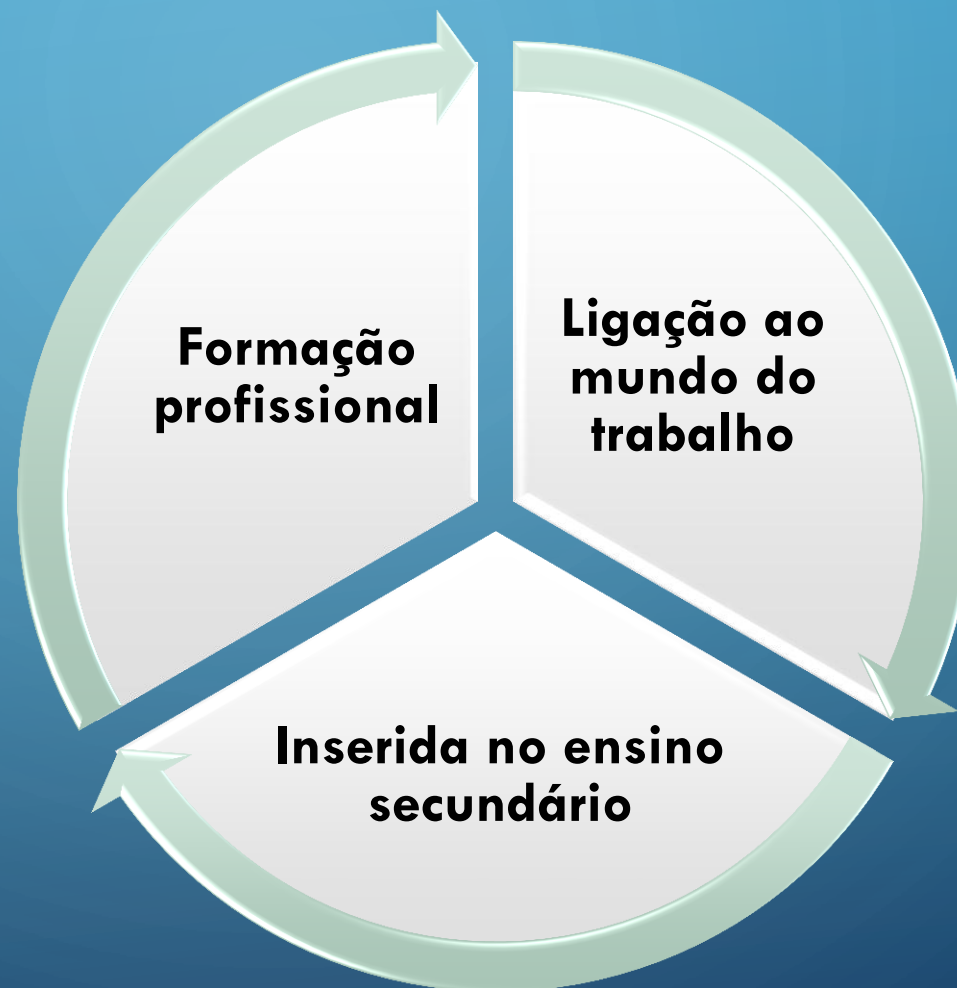 Formação
profissional
Ligação ao
mundo do
trabalho
Inserida no ensino
secundário